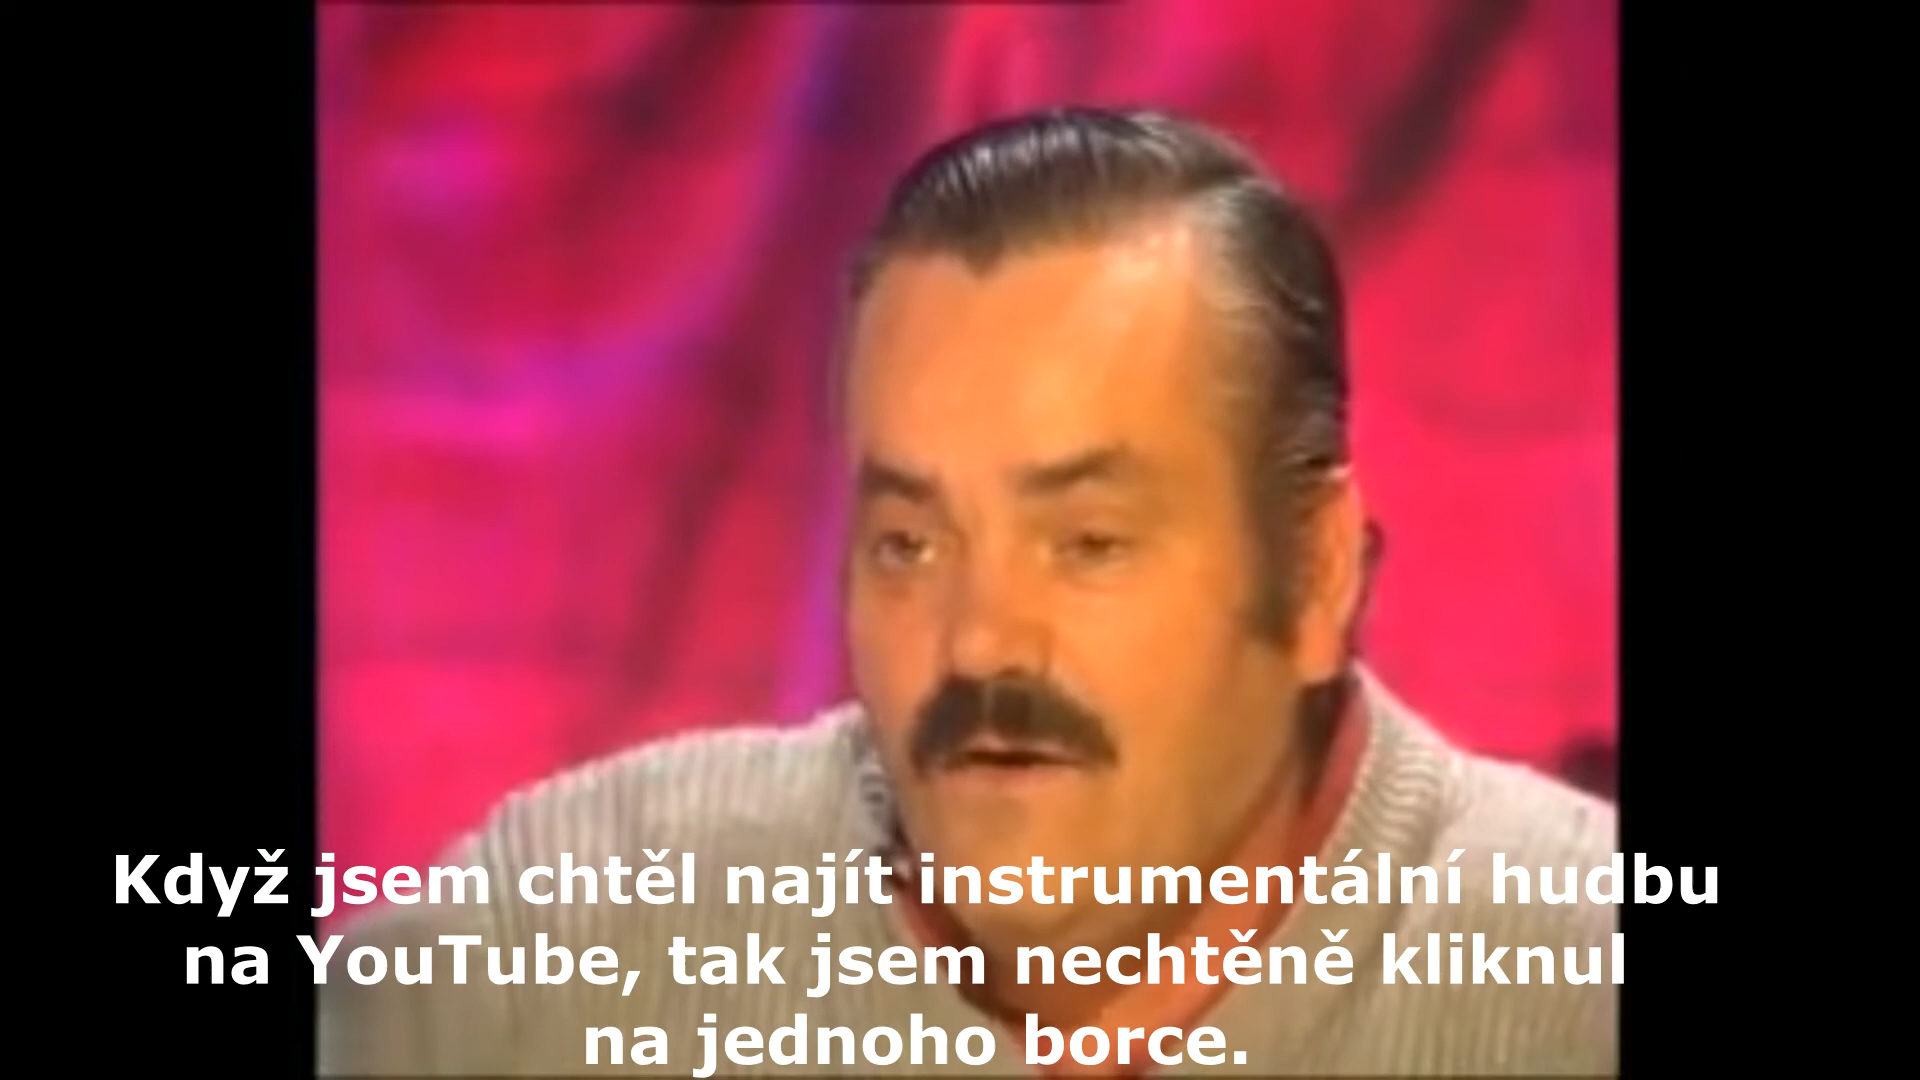 Když jsem chtěl najít instrumentální hudbu
na YouTube, tak jsem nechtěně kliknul
na jednoho borce.